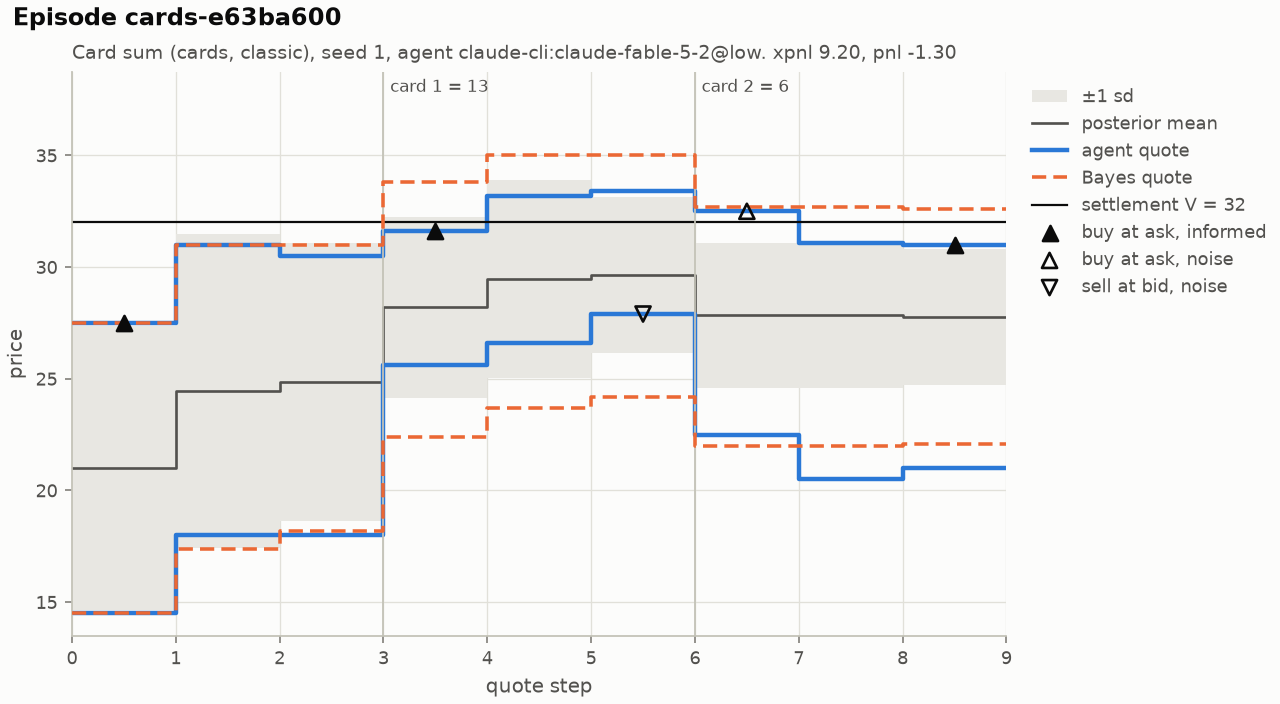 Episode cards-e63ba600
Card sum (cards, classic), seed 1, agent claude-cli:claude-fable-5-2@low. xpnl 9.20, pnl -1.30
card 1 = 13
card 2 = 6
±1 sd
posterior mean
agent quote
Bayes quote
settlement V = 32
buy at ask, informed
buy at ask, noise
sell at bid, noise
price
35
30
25
20
15
0 1 2 3 4 5 6 7 8 9
quote step